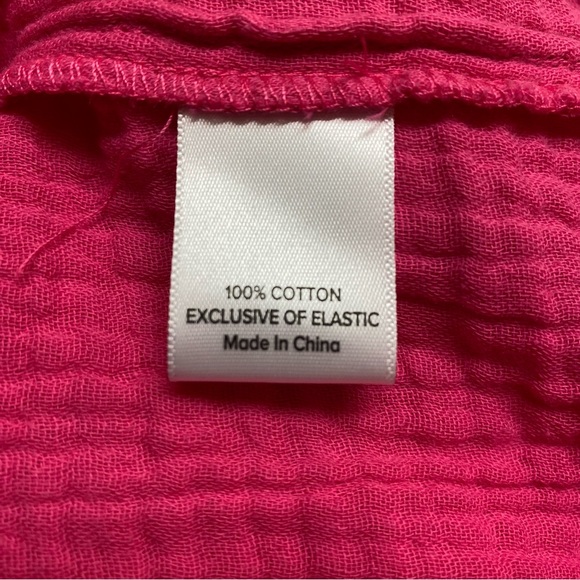 100% COTTON
EXCLUSIVE OF ELASTIC
Made In China